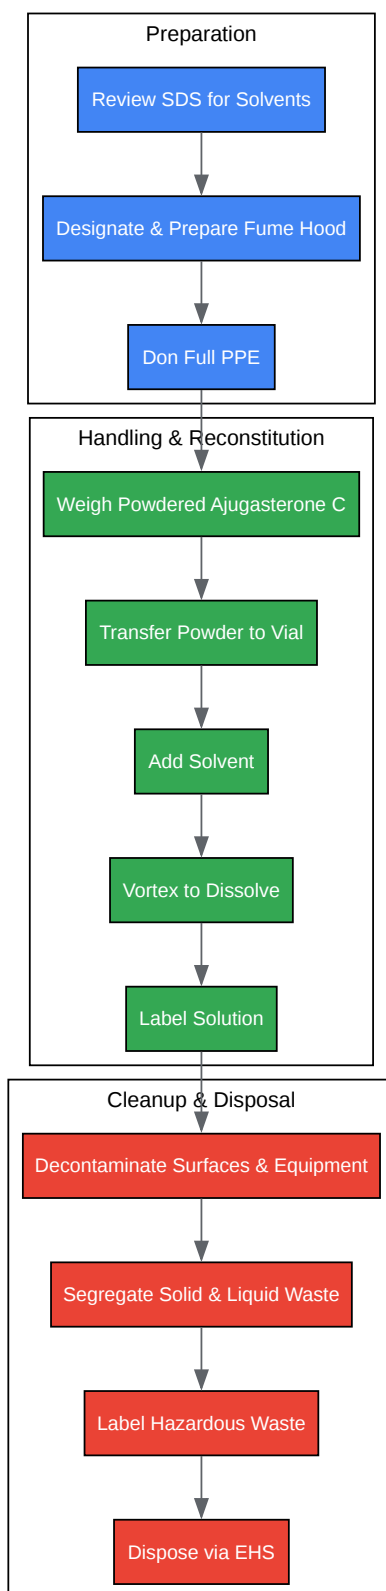 Preparation
Review SDS for Solvents
Designate & Prepare Fume Hood
Don Full PPE
Handling & Reconstitution
Weigh Powdered Ajugasterone C
Transfer Powder to Vial
Add Solvent
Vortex to Dissolve
Label Solution
Cleanup & Disposal
Decontaminate Surfaces & Equipment
Segregate Solid & Liquid Waste
Label Hazardous Waste
Dispose via EHS